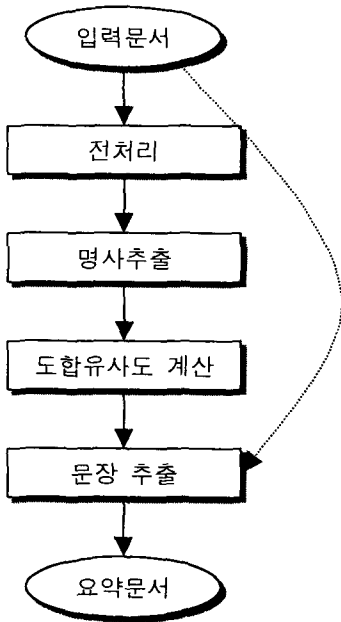 입력문서
전처리
명사추출
도합유사도 계산
문장 추출
요약문서